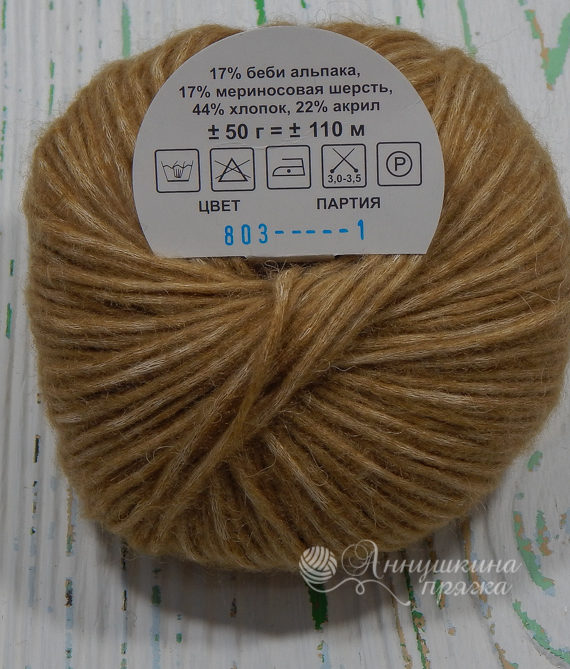 17% беби альпака,
17% мериносовая шерсть,
44% хлопок, 22% акрил
± 50 г = ± 110 м
P
3,0-3,5
ЦВЕТ ПАРТИЯ
803-----1
Аннушкина
пряжка